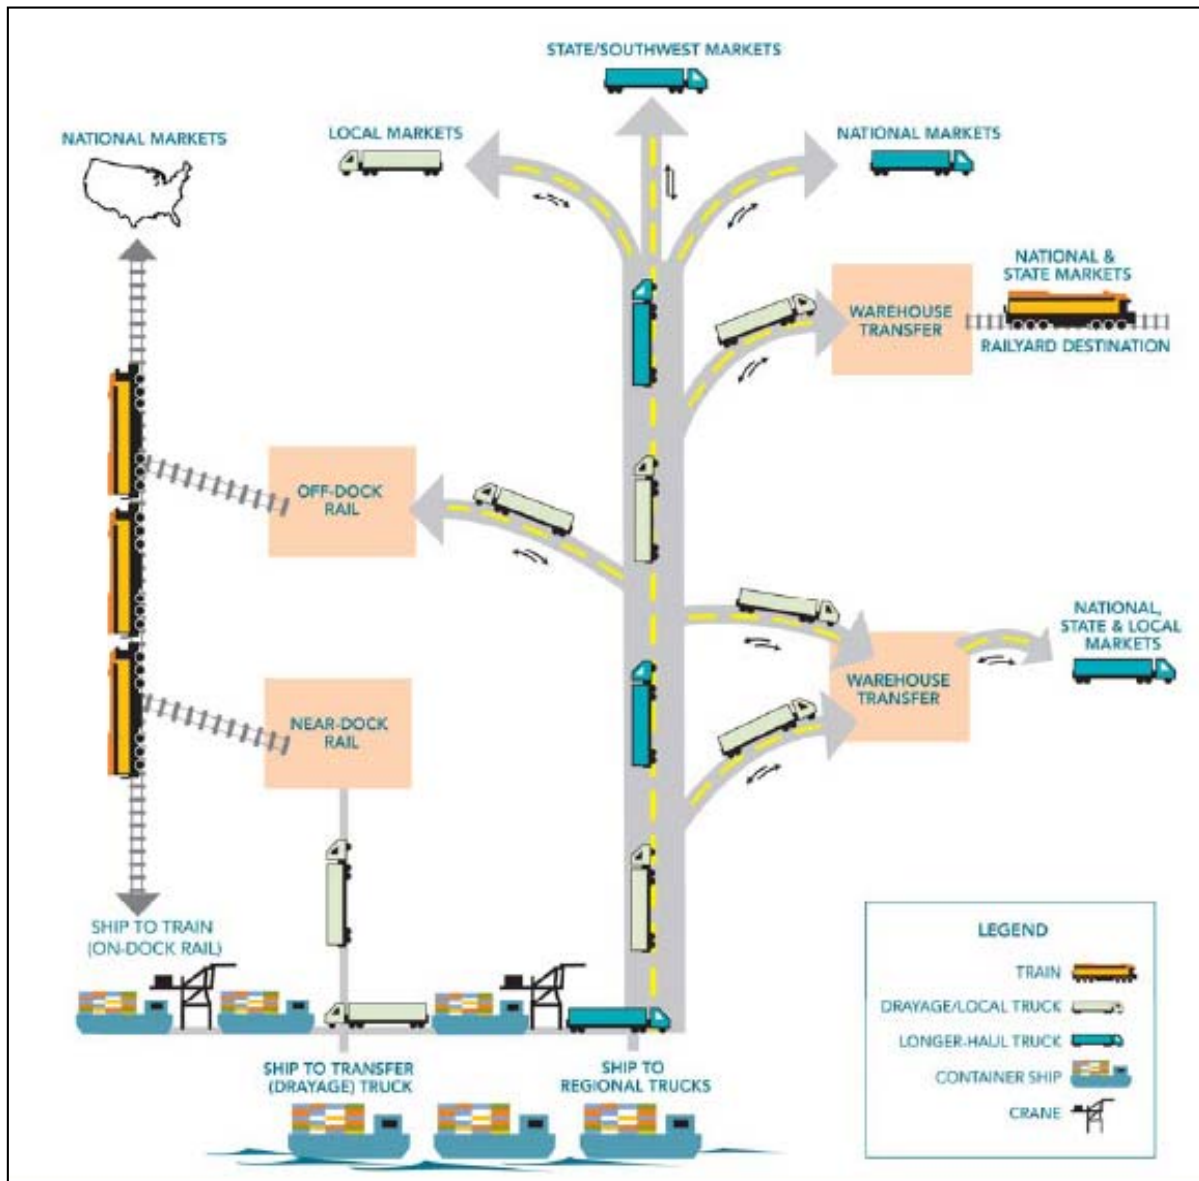 STATE/SOUTHWEST MARKETS
NATIONAL MARKETS
LOCAL MARKETS
NATIONAL MARKETS
NATIONAL &
STATE MARKETS
WAREHOUSE
TRANSFER
RAILYARD DESTINATION
OFF-DOCK
RAIL
NATIONAL,
STATE & LOCAL
MARKETS
WAREHOUSE
TRANSFER
NEAR-DOCK
RAIL
SHIP TO TRAIN
(ON-DOCK RAIL)
SHIP TO TRANSFER
(DRAYAGE) TRUCK
SHIP TO
REGIONAL TRUCKS
LEGEND
TRAIN
DRAYAGE/LOCAL TRUCK
LONGER-HAUL TRUCK
CONTAINER SHIP
CRANE